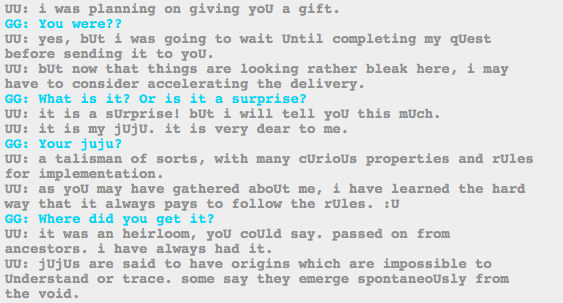 UU: i was planning on giving yoU a gift.
GG: You were??
UU: yes, bUt i was going to wait Until completing my qUest
before sending it to yoU.
UU: bUt now that things are looking rather bleak here, i may
have to consider accelerating the delivery.
GG: What is it? Or is it a surprise?
UU: it is a sUrprise! bUt i will tell yoU this mUch.
UU: it is my jUjU. it is very dear to me.
GG: Your juju?
UU: a talisman of sorts, with many cUrioUs properties and rUles
for implementation.
UU: as yoU may have gathered aboUt me, i have learned the hard
way that it always pays to follow the rUles. :U
GG: Where did you get it?
UU: it was an heirloom, yoU coUld say. passed on from
ancestors. i have always had it.
UU: jUjUs are said to have origins which are impossible to
Understand or trace. some say they emerge spontaneoUsly from
the void.